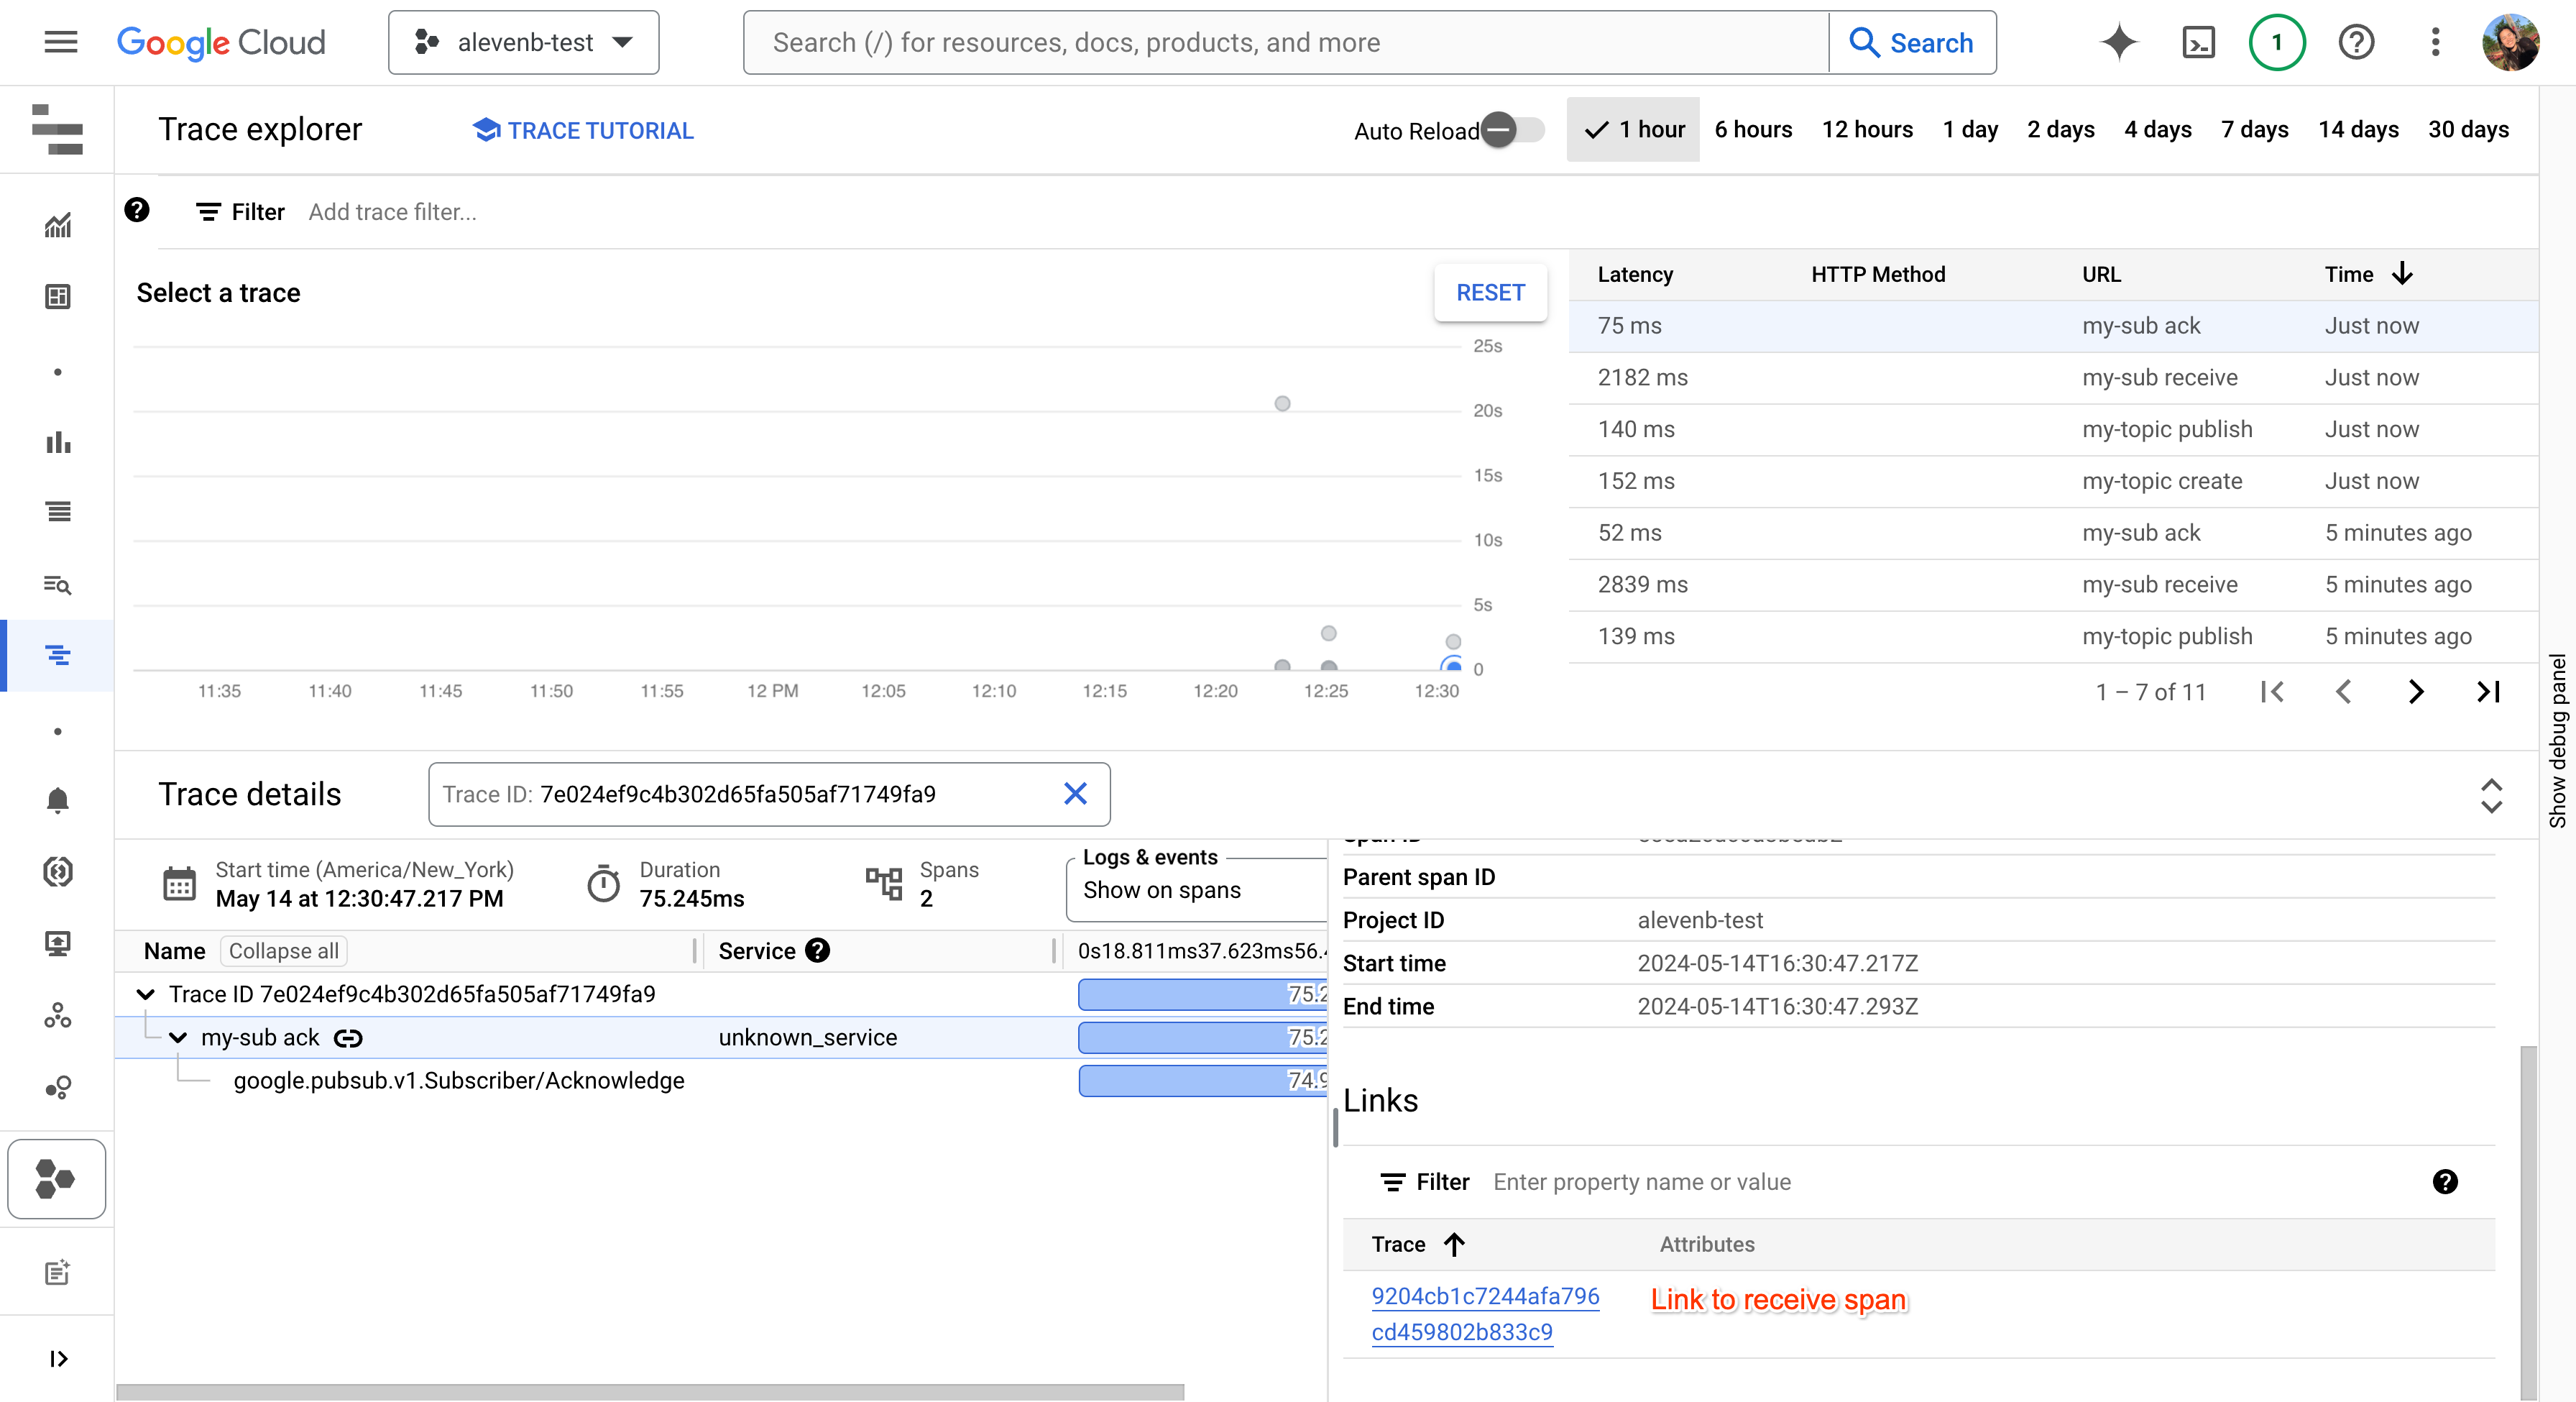 Google Cloud
alevenb-test
Search (/) for resources, docs, products, and more
Search
1
Trace explorer
TRACE TUTORIAL
Auto Reload
1 hour
6 hours
12 hours
1 day
2 days
4 days
7 days
14 days
30 days
Filter
Add trace filter...
Select a trace
RESET
25s
20s
15s
10s
5s
0
11:35
11:40
11:45
11:50
11:55
12 PM
12:05
12:10
12:15
12:20
12:25
12:30
Latency HTTP Method URL Time
75 ms my-sub ack Just now
2182 ms my-sub receive Just now
140 ms my-topic publish Just now
152 ms my-topic create Just now
52 ms my-sub ack 5 minutes ago
2839 ms my-sub receive 5 minutes ago
139 ms my-topic publish 5 minutes ago
1 – 7 of 11
Show debug panel
Trace details
Trace ID: 7e024ef9c4b302d65fa505af71749fa9
Start time (America/New_York)
May 14 at 12:30:47.217 PM
Duration
75.245ms
Spans
2
Logs & events
Show on spans
Name Collapse all Service 0s18.811ms37.623ms56.
Trace ID 7e024ef9c4b302d65fa505af71749fa9 75.2
my-sub ack unknown_service 75.2
google.pubsub.v1.Subscriber/Acknowledge 74.9
Parent span ID
Project ID alevenb-test
Start time 2024-05-14T16:30:47.217Z
End time 2024-05-14T16:30:47.293Z
Links
Filter Enter property name or value
Trace Attributes
9204cb1c7244afa796
cd459802b833c9
Link to receive span